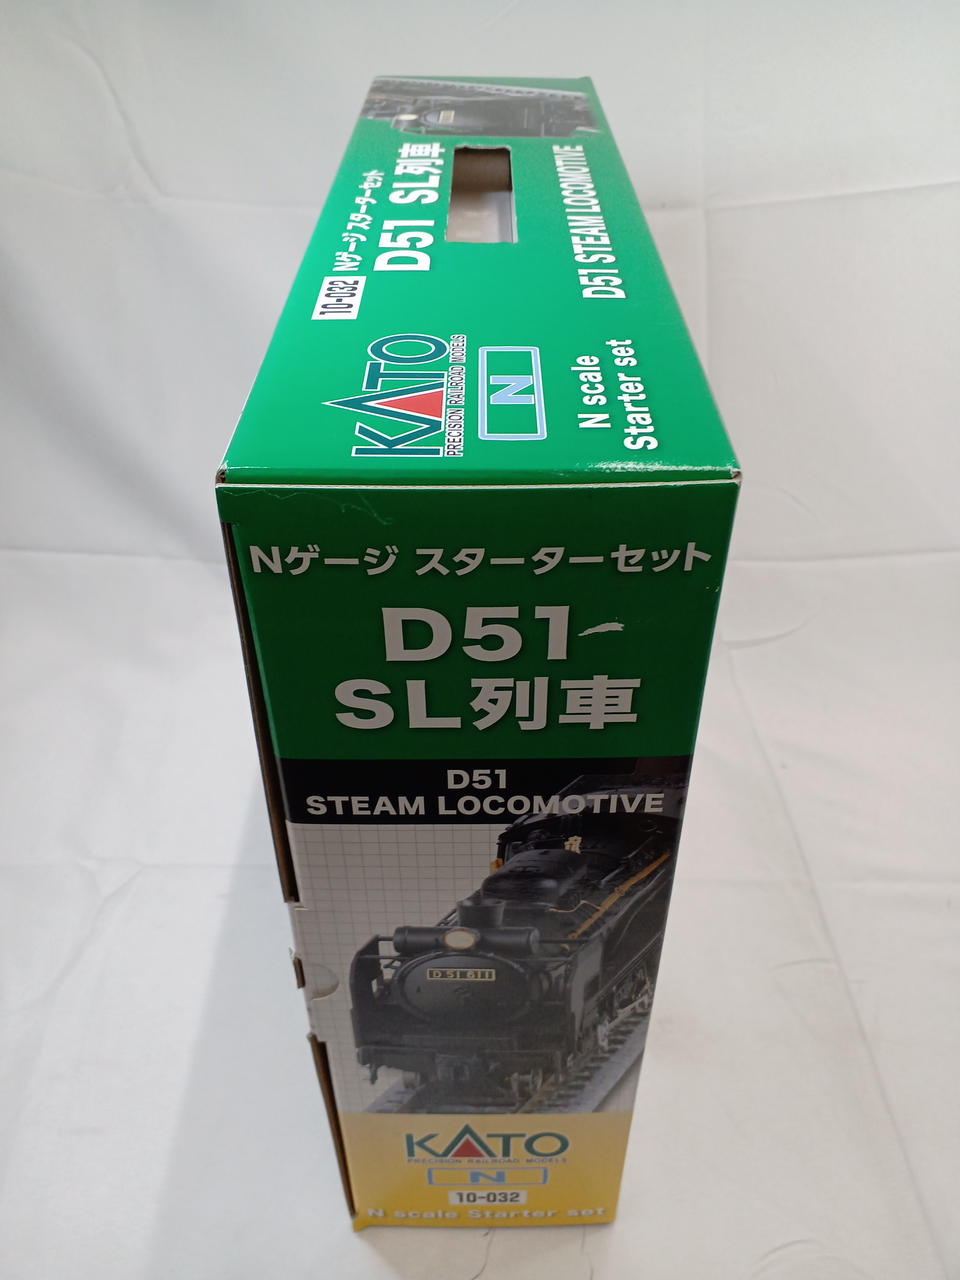 10-032 Nゲージ スターターセット
D51 SL列車
KATO
PRECISION RAILROAD MODELS
N
D51 STEAM LOCOMOTIVE
N scale
Starter set
Nゲージ スターターセット
D51
SL列車
D51
STEAM LOCOMOTIVE
D 51 611
KATO
PRECISION RAILROAD MODELS
N
10-032
N scale Starter set